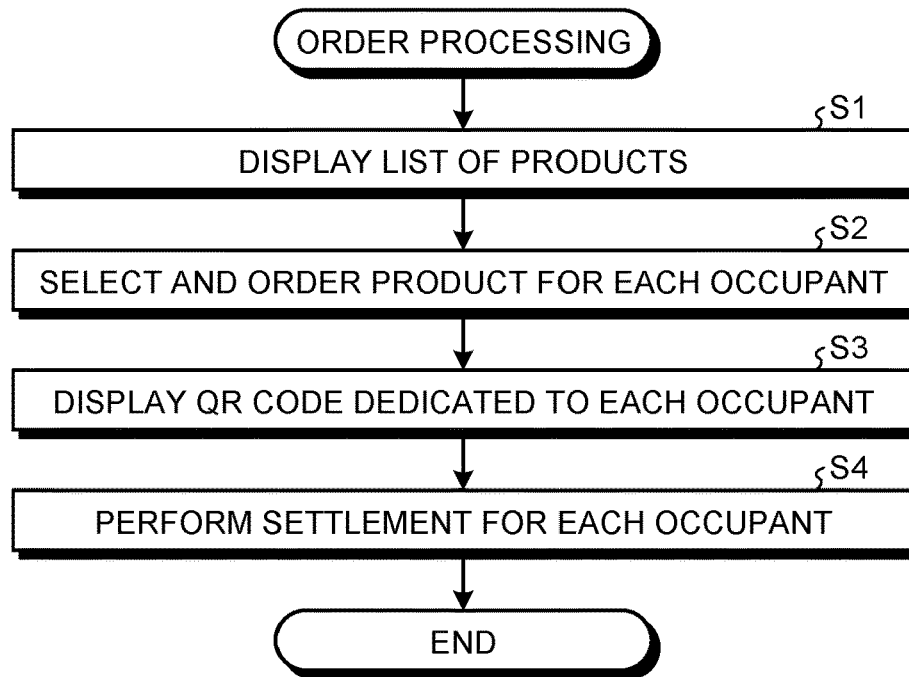 ORDER PROCESSING
S1
DISPLAY LIST OF PRODUCTS
S2
SELECT AND ORDER PRODUCT FOR EACH OCCUPANT
S3
DISPLAY QR CODE DEDICATED TO EACH OCCUPANT
S4
PERFORM SETTLEMENT FOR EACH OCCUPANT
END